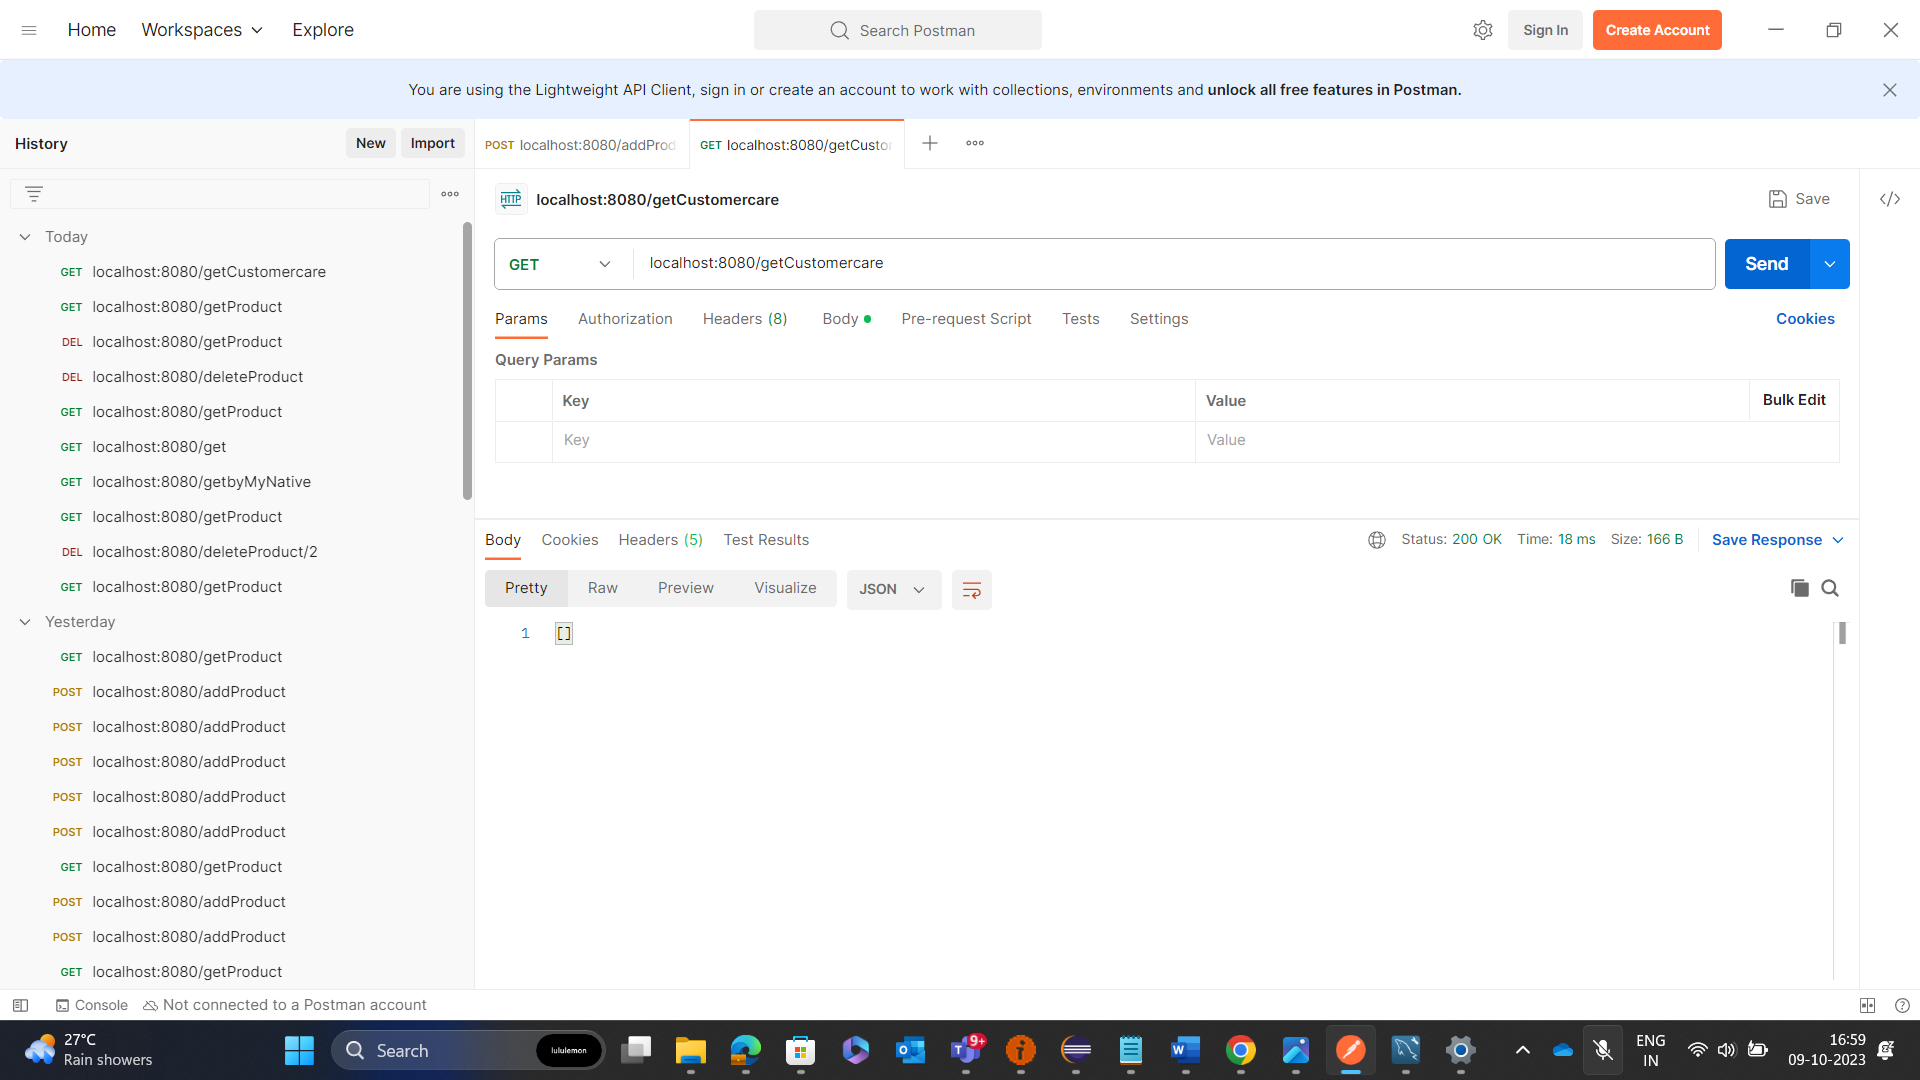 Home
Workspaces
Explore
Search Postman
Sign In
Create Account
You are using the Lightweight API Client, sign in or create an account to work with collections, environments and unlock all free features in Postman.
History
New
Import
POST localhost:8080/addProd
GET localhost:8080/getCusto
HTTP
localhost:8080/getCustomercare
Save
Today
GET localhost:8080/getCustomercare
GET localhost:8080/getProduct
DEL localhost:8080/getProduct
DEL localhost:8080/deleteProduct
GET localhost:8080/getProduct
GET localhost:8080/get
GET localhost:8080/getbyMyNative
GET localhost:8080/getProduct
DEL localhost:8080/deleteProduct/2
GET localhost:8080/getProduct
Yesterday
GET localhost:8080/getProduct
POST localhost:8080/addProduct
POST localhost:8080/addProduct
POST localhost:8080/addProduct
POST localhost:8080/addProduct
POST localhost:8080/addProduct
GET localhost:8080/getProduct
POST localhost:8080/addProduct
POST localhost:8080/addProduct
GET localhost:8080/getProduct
GET
localhost:8080/getCustomercare
Send
Params
Authorization
Headers (8)
Body
Pre-request Script
Tests
Settings
Cookies
Query Params
Key
Value
Bulk Edit
Key
Value
Body
Cookies
Headers (5)
Test Results
Status: 200 OK
Time: 18 ms
Size: 166 B
Save Response
Pretty
Raw
Preview
Visualize
JSON
1
[]
Console
Not connected to a Postman account
27°C
Rain showers
Search
lululemon
9+
ENG
IN
16:59
09-10-2023